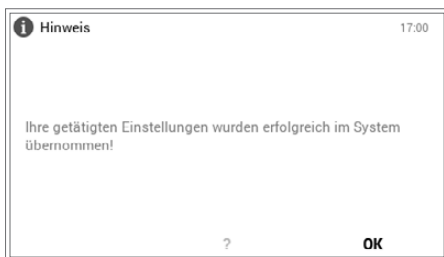 Hinweis 17:00
Ihre getätigten Einstellungen wurden erfolgreich im System
übernommen!
? OK